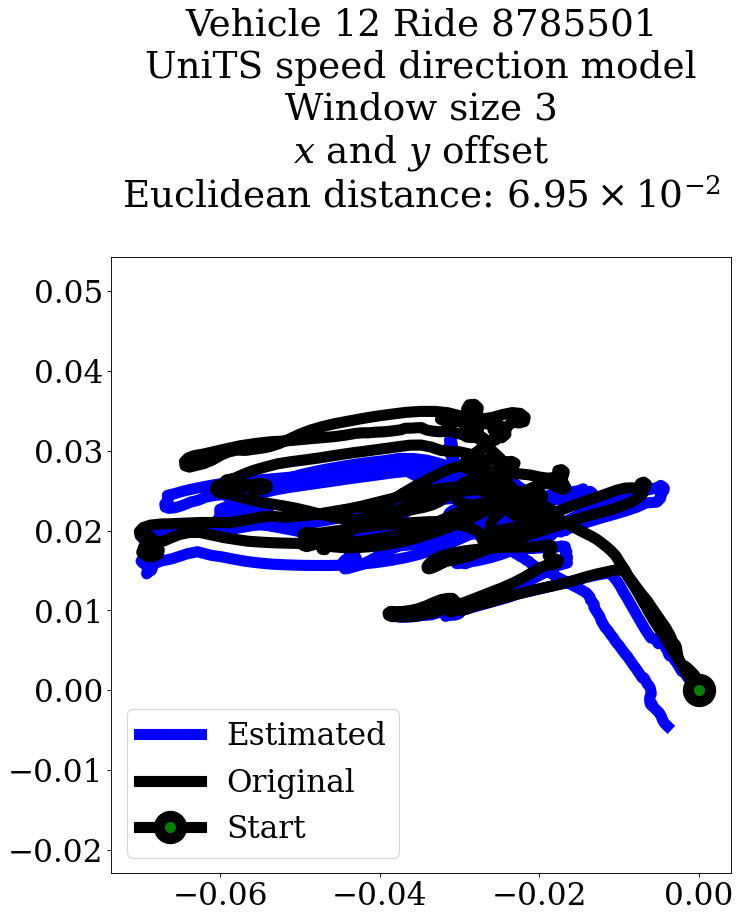 Vehicle 12 Ride 8785501
UniTS speed direction model
Window size 3
x and y offset
Euclidean distance: 6.95 × 10⁻²
0.05
0.04
0.03
0.02
0.01
0.00
−0.01
−0.02
Estimated
Original
Start
−0.06 −0.04 −0.02 0.00